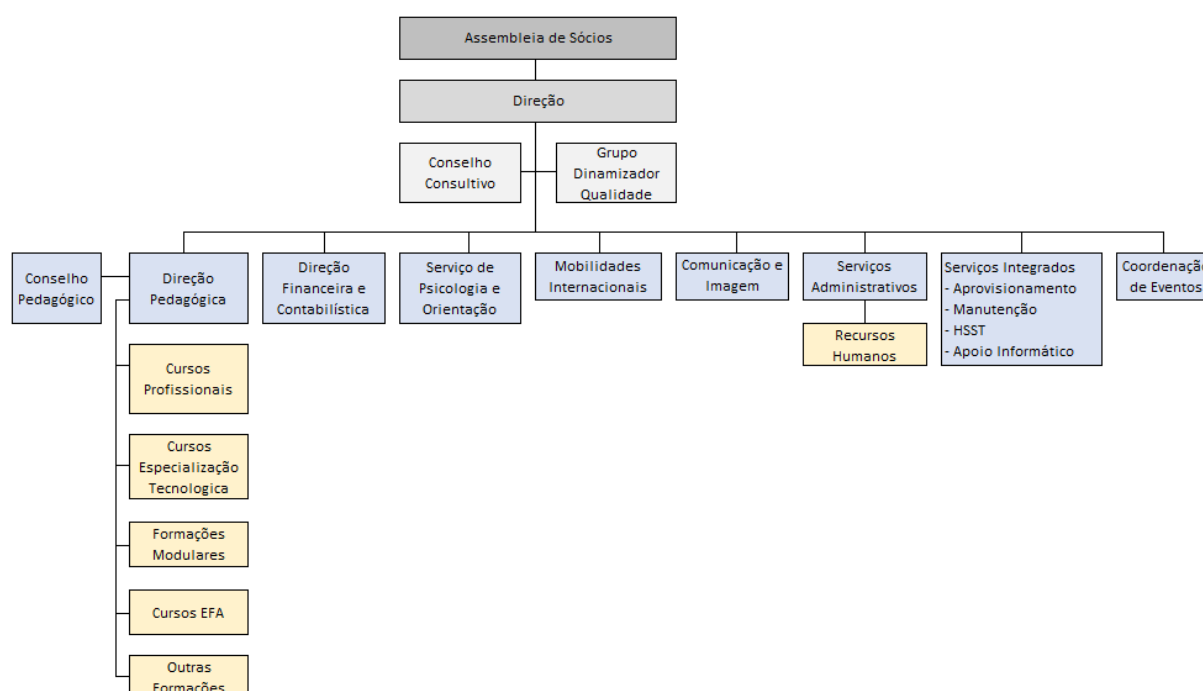 Assembleia de Sócios
Direção
Conselho
Consultivo
Grupo
Dinamizador
Qualidade
Conselho
Pedagógico
Direção
Pedagógica
Direção
Financeira e
Contabilística
Serviço de
Psicologia e
Orientação
Mobilidades
Internacionais
Comunicação e
Imagem
Serviços
Administrativos
Serviços Integrados
- Aprovisionamento
- Manutenção
- HSST
- Apoio Informático
Coordenação
de Eventos
Recursos
Humanos
Cursos
Profissionais
Cursos
Especialização
Tecnologica
Formações
Modulares
Cursos EFA
Outras
Formações